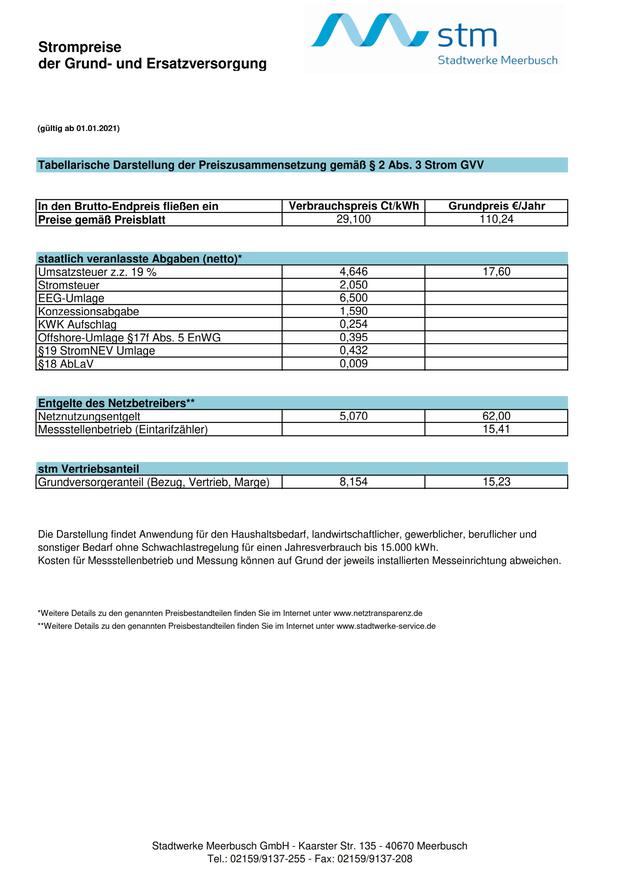 Strompreise
der Grund- und Ersatzversorgung
stm
Stadtwerke Meerbusch
(gültig ab 01.01.2021)
Tabellarische Darstellung der Preiszusammensetzung gemäß § 2 Abs. 3 Strom GVV
In den Brutto-Endpreis fließen ein Verbrauchspreis Ct/kWh Grundpreis €/Jahr
Preise gemäß Preisblatt 29,100 110,24
staatlich veranlasste Abgaben (netto)*
Umsatzsteuer z.z. 19 % 4,646 17,60
Stromsteuer 2,050
EEG-Umlage 6,500
Konzessionsabgabe 1,590
KWK Aufschlag 0,254
Offshore-Umlage §17f Abs. 5 EnWG 0,395
§19 StromNEV Umlage 0,432
§18 AbLaV 0,009
Entgelte des Netzbetreibers**
Netznutzungsentgelt 5,070 62,00
Messstellenbetrieb (Eintarifzähler) 15,41
stm Vertriebsanteil
Grundversorgeranteil (Bezug, Vertrieb, Marge) 8,154 15,23
Die Darstellung findet Anwendung für den Haushaltsbedarf, landwirtschaftlicher, gewerblicher, beruflicher und
sonstiger Bedarf ohne Schwachlastregelung für einen Jahresverbrauch bis 15.000 kWh.
Kosten für Messstellenbetrieb und Messung können auf Grund der jeweils installierten Messeinrichtung abweichen.
*Weitere Details zu den genannten Preisbestandteilen finden Sie im Internet unter www.netztransparenz.de
**Weitere Details zu den genannten Preisbestandteilen finden Sie im Internet unter www.stadtwerke-service.de
Stadtwerke Meerbusch GmbH - Kaarster Str. 135 - 40670 Meerbusch
Tel.: 02159/9137-255 - Fax: 02159/9137-208